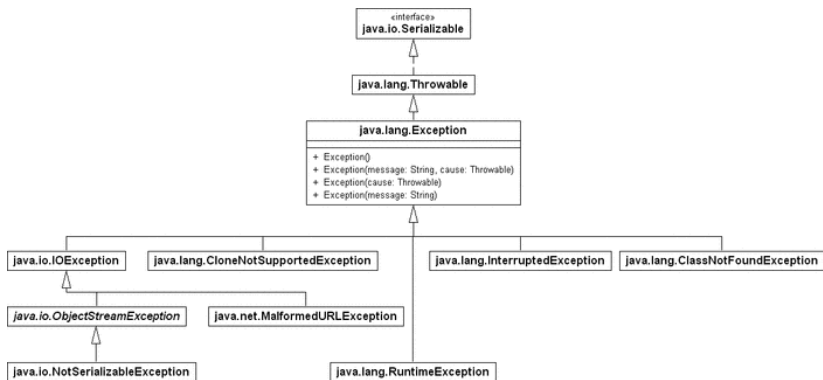 «interface»
java.io.Serializable
java.lang.Throwable
java.lang.Exception
+ Exception()
+ Exception(message: String, cause: Throwable)
+ Exception(cause: Throwable)
+ Exception(message: String)
java.io.IOException
java.lang.CloneNotSupportedException
java.lang.InterruptedException
java.lang.ClassNotFoundException
java.io.ObjectStreamException
java.net.MalformedURLException
java.io.NotSerializableException
java.lang.RuntimeException